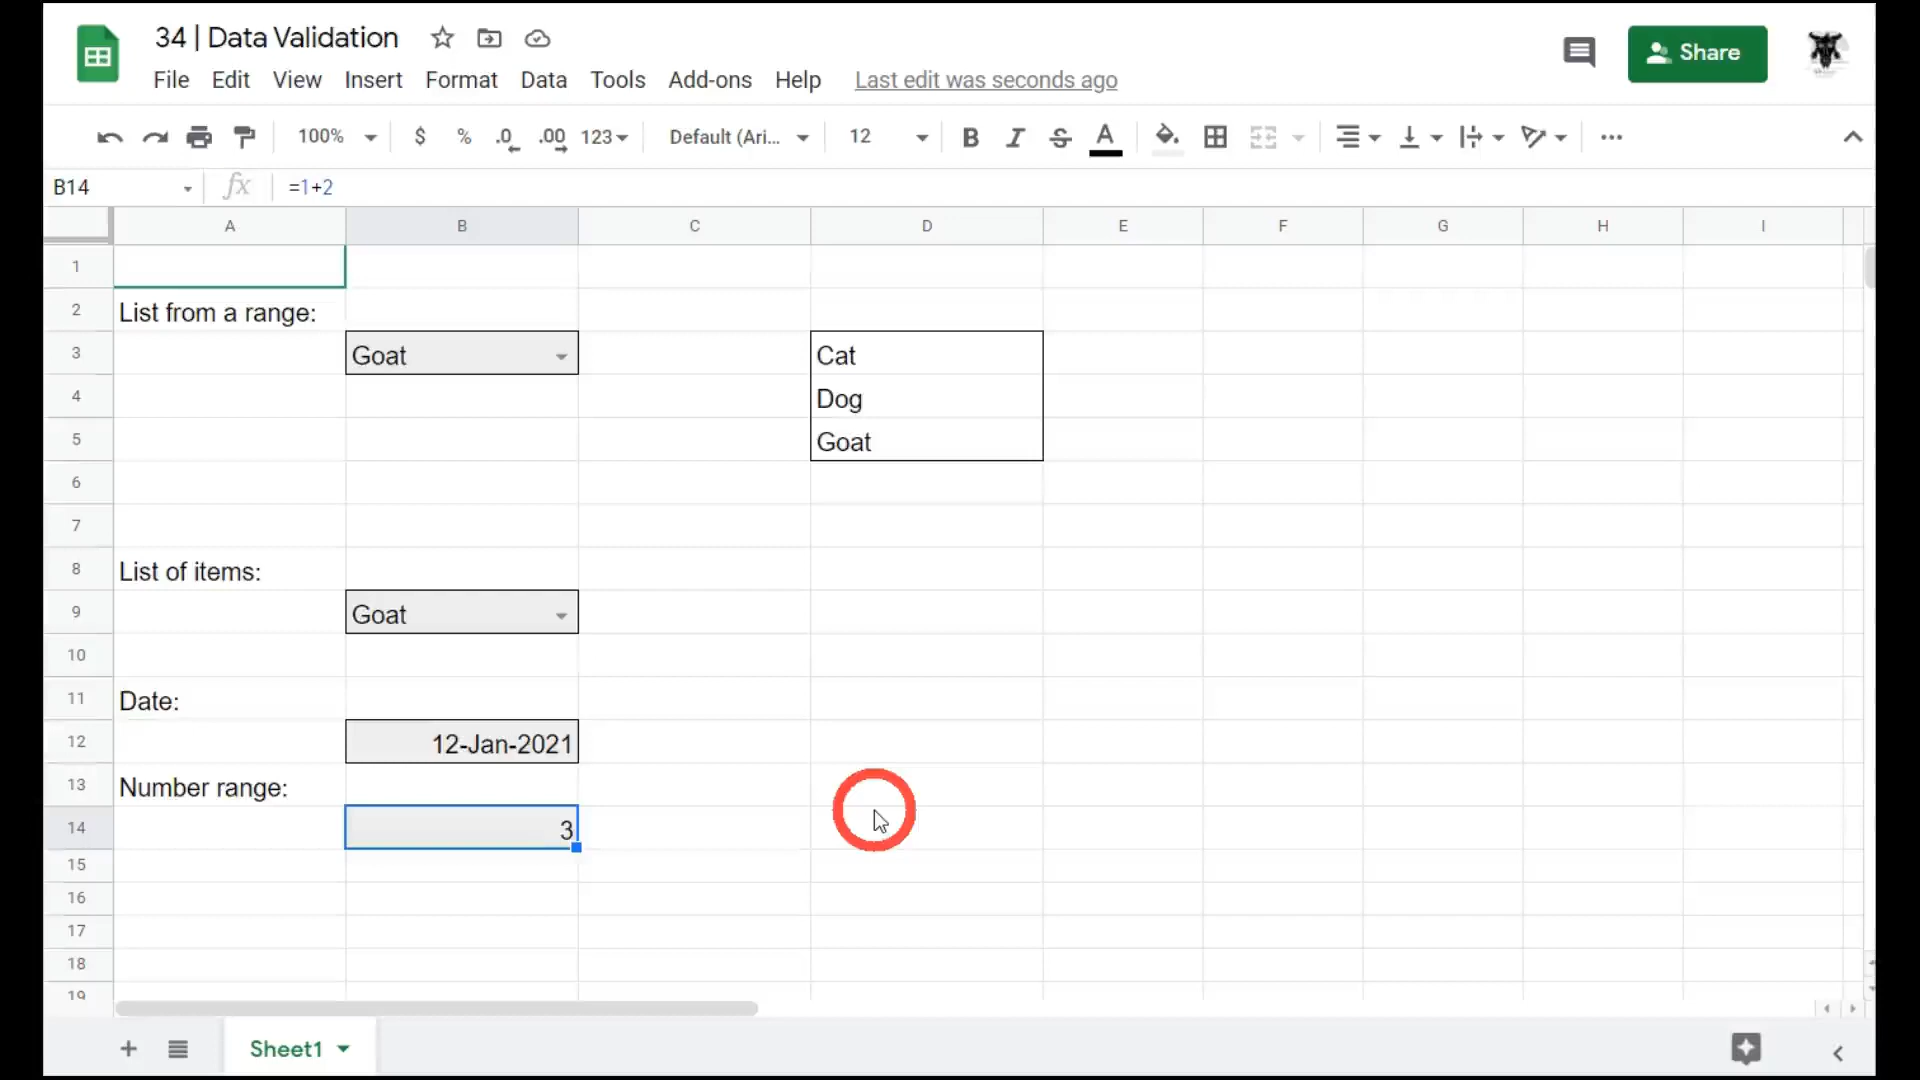 34 | Data Validation
File Edit View Insert Format Data Tools Add-ons Help Last edit was seconds ago
Share
100% $ % .0 .00 123 Default (Ari... 12 B I S A
B14 fx =1+2
A B C D E F G H I
1
2 List from a range:
3 Goat Cat
4 Dog
5 Goat
6
7
8 List of items:
9 Goat
10
11 Date:
12 12-Jan-2021
13 Number range:
14 3
15
16
17
18
19
Sheet1